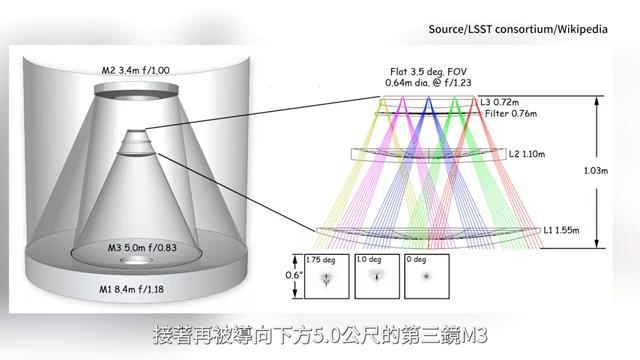 Source/LSST consortium/Wikipedia
M2 3.4m f/1.00
M3 5.0m f/0.83
M1 8.4m f/1.18
Flat 3.5 deg. FOV
0.64m dia. @ f/1.23
L3 0.72m
Filter 0.76m
L2 1.10m
1.03m
L1 1.55m
0.6"
1.75 deg
1.0 deg
0 deg
接著再被導向下方5.0公尺的第三鏡M3